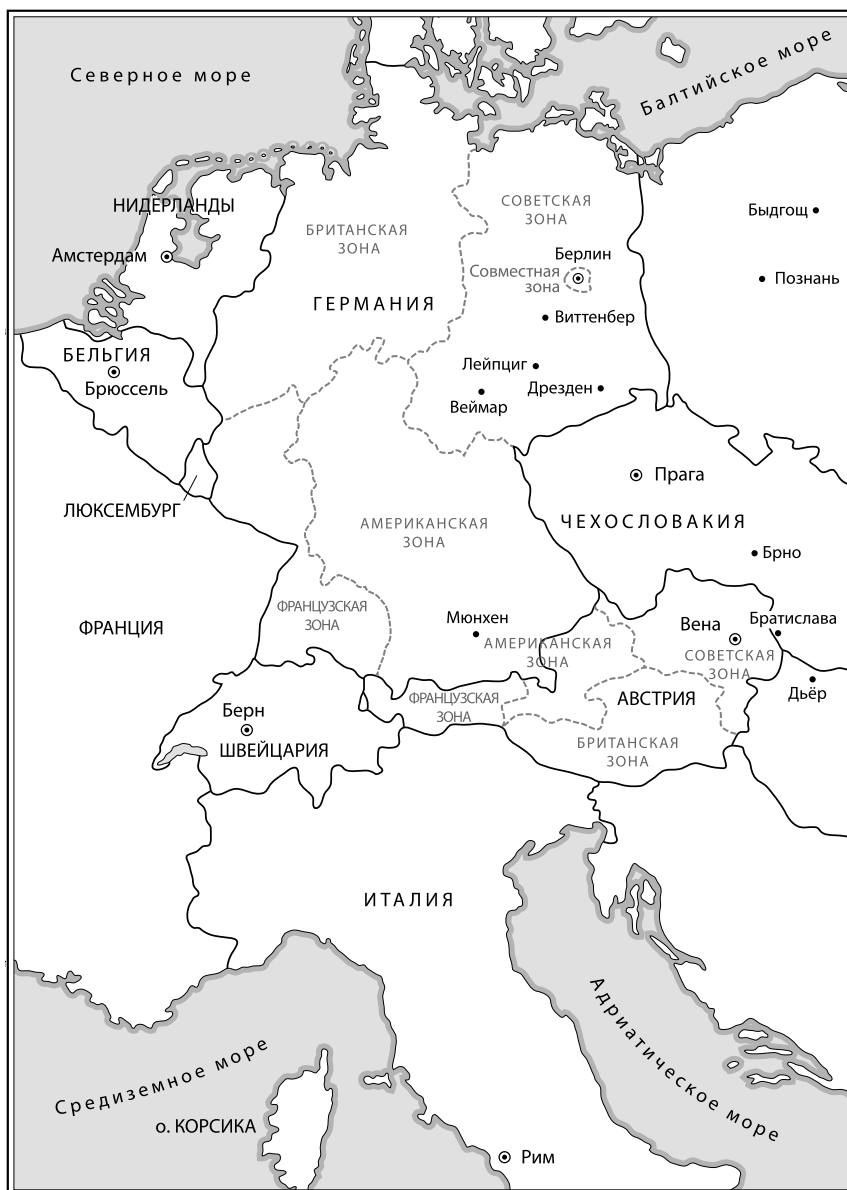 Северное море
Балтийское море
НИДЕРЛАНДЫ
СОВЕТСКАЯ
ЗОНА
Быдгощ
БРИТАНСКАЯ
ЗОНА
Амстердам
Берлин
Совместная
зона
Познань
ГЕРМАНИЯ
Виттенбер
БЕЛЬГИЯ
Брюссель
Лейпциг
Дрезден
Веймар
Прага
ЛЮКСЕМБУРГ
АМЕРИКАНСКАЯ
ЗОНА
ЧЕХОСЛОВАКИЯ
Брно
ФРАНЦУЗСКАЯ
ЗОНА
ФРАНЦИЯ
Мюнхен
Вена
Братислава
АМЕРИКАНСКАЯ
ЗОНА
СОВЕТСКАЯ
ЗОНА
Дьёр
ФРАНЦУЗСКАЯ
ЗОНА
АВСТРИЯ
Берн
ШВЕЙЦАРИЯ
БРИТАНСКАЯ
ЗОНА
ИТАЛИЯ
Адриатическое море
Средиземное море
о. КОРСИКА
Рим